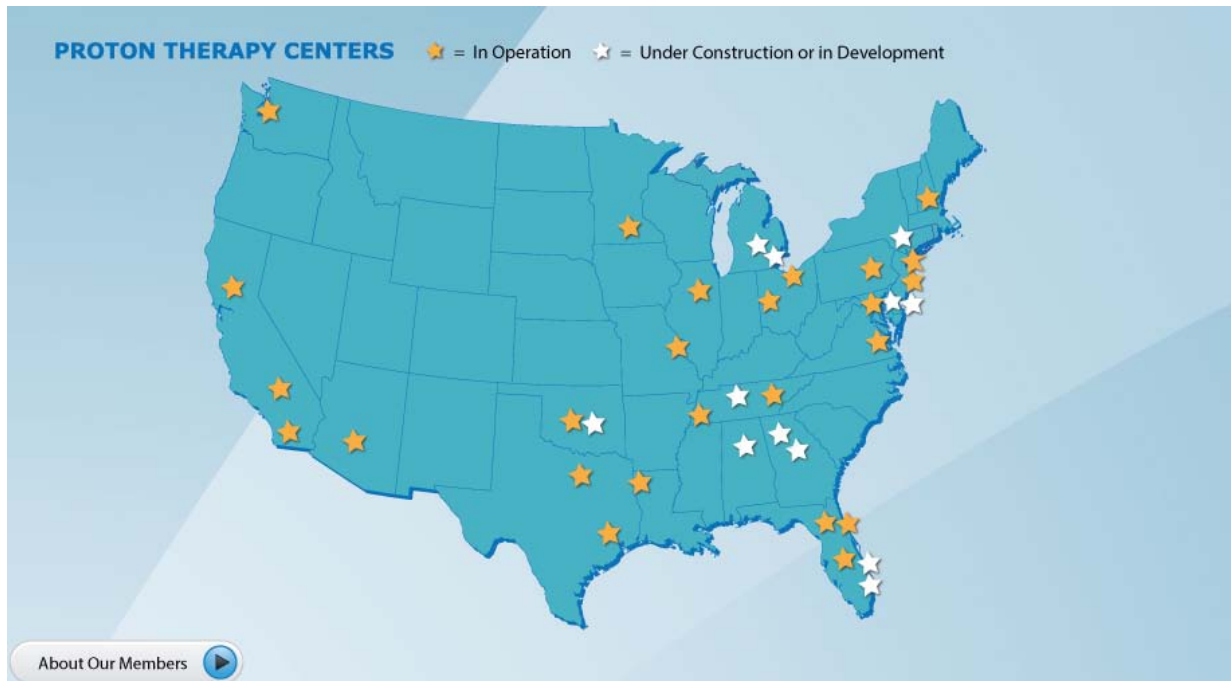 PROTON THERAPY CENTERS = In Operation = Under Construction or in Development
About Our Members